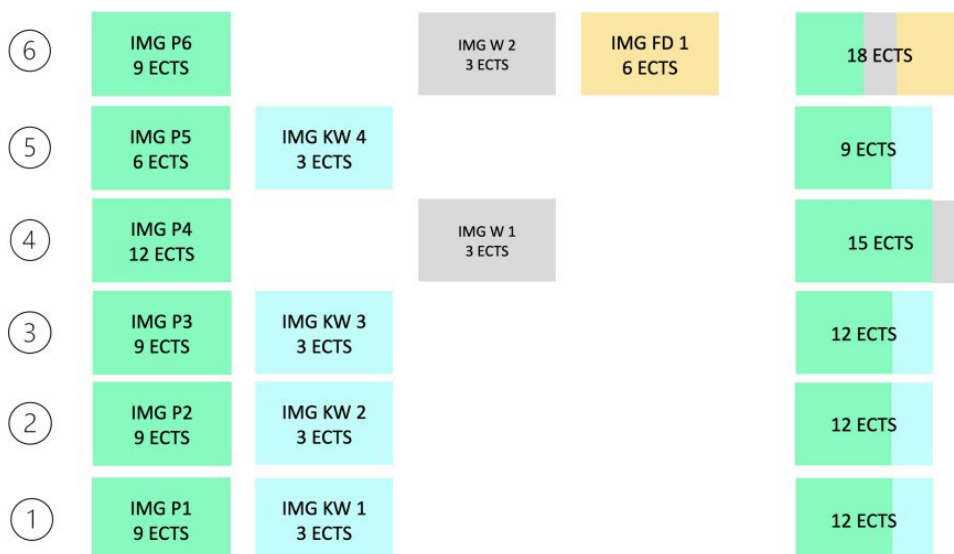 6
IMG P6
9 ECTS
IMG W 2
3 ECTS
IMG FD 1
6 ECTS
18 ECTS
5
IMG P5
6 ECTS
IMG KW 4
3 ECTS
9 ECTS
4
IMG P4
12 ECTS
IMG W 1
3 ECTS
15 ECTS
3
IMG P3
9 ECTS
IMG KW 3
3 ECTS
12 ECTS
2
IMG P2
9 ECTS
IMG KW 2
3 ECTS
12 ECTS
1
IMG P1
9 ECTS
IMG KW 1
3 ECTS
12 ECTS